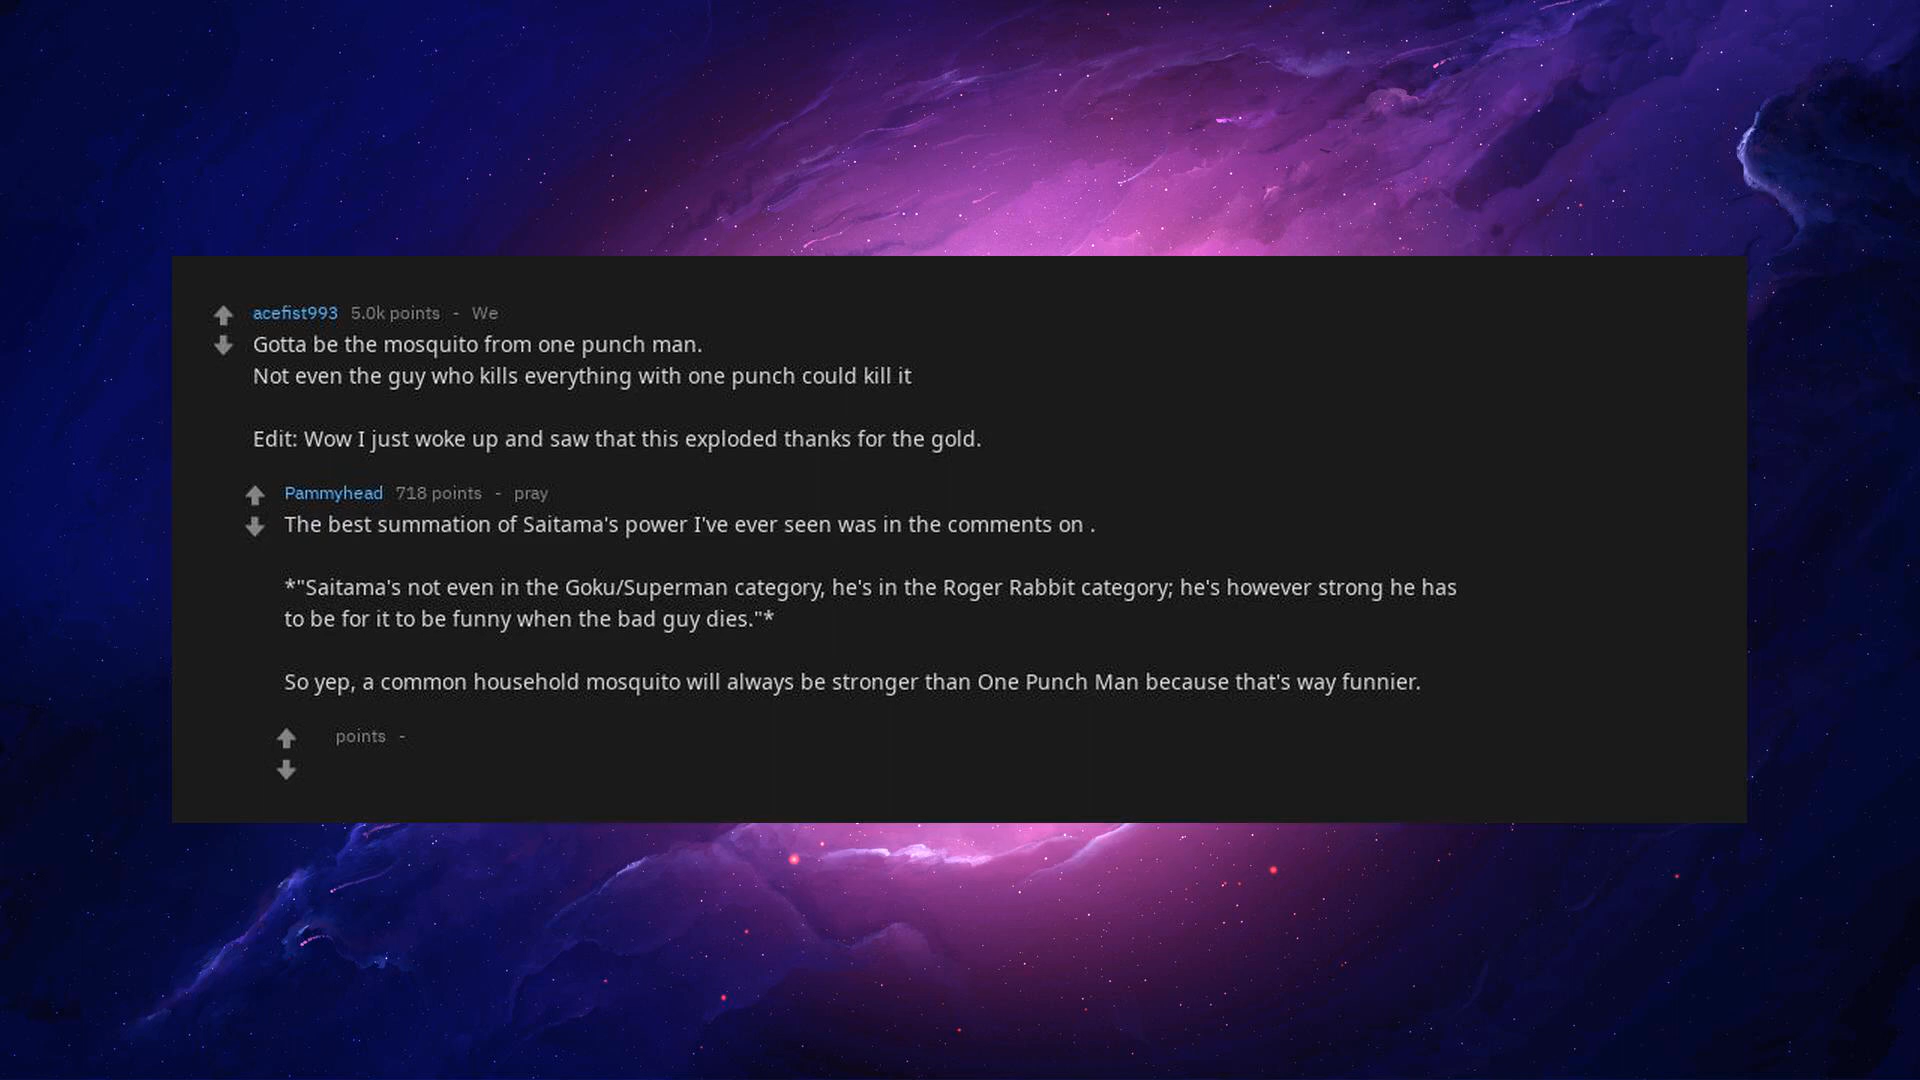 acefist993 5.0k points - We
Gotta be the mosquito from one punch man.
Not even the guy who kills everything with one punch could kill it
Edit: Wow I just woke up and saw that this exploded thanks for the gold.
Pammyhead 718 points - pray
The best summation of Saitama's power I've ever seen was in the comments on .
*"Saitama's not even in the Goku/Superman category, he's in the Roger Rabbit category; he's however strong he has
to be for it to be funny when the bad guy dies."*
So yep, a common household mosquito will always be stronger than One Punch Man because that's way funnier.
points -